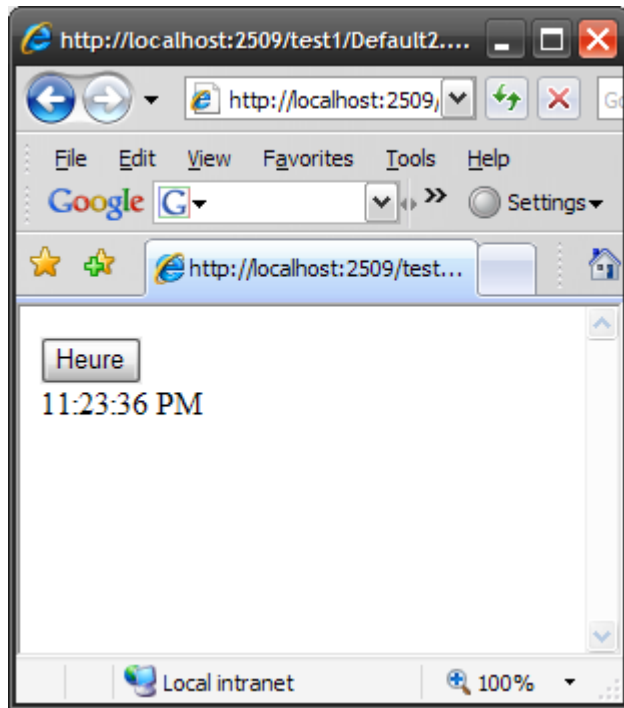 http://localhost:2509/test1/Default2....
http://localhost:2509,
File Edit View Favorites Tools Help
Google G Settings
http://localhost:2509/test...
Heure
11:23:36 PM
Local intranet 100%